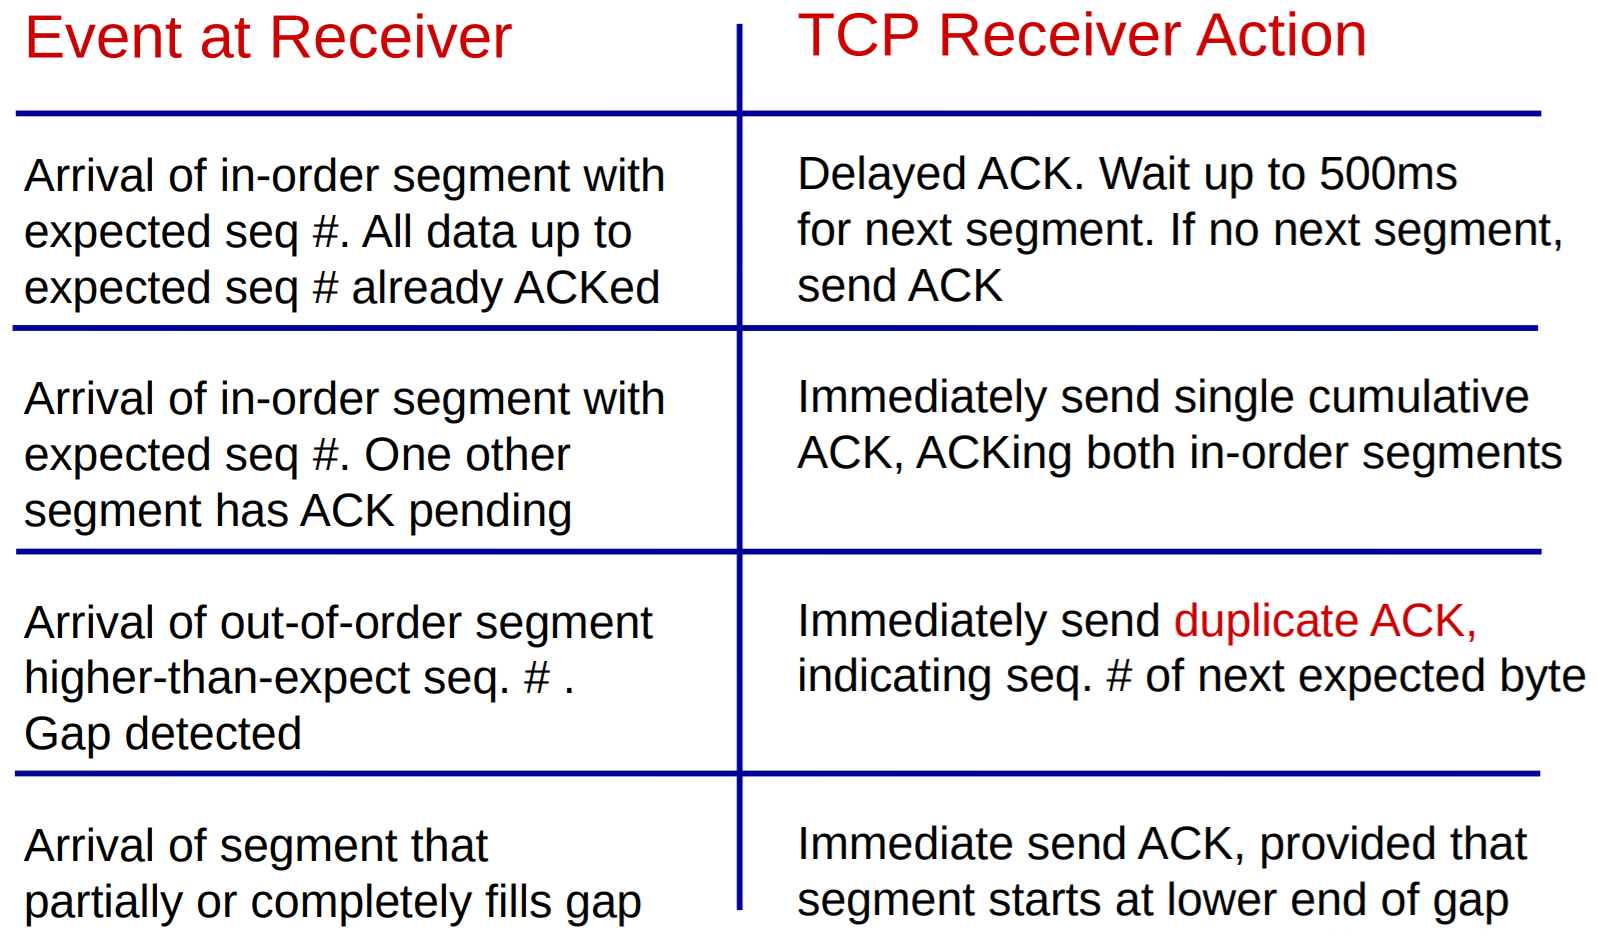 Event at Receiver
TCP Receiver Action
Arrival of in-order segment with
expected seq #. All data up to
expected seq # already ACKed
Delayed ACK. Wait up to 500ms
for next segment. If no next segment,
send ACK
Arrival of in-order segment with
expected seq #. One other
segment has ACK pending
Immediately send single cumulative
ACK, ACKing both in-order segments
Arrival of out-of-order segment
higher-than-expect seq. # .
Gap detected
Immediately send duplicate ACK,
indicating seq. # of next expected byte
Arrival of segment that
partially or completely fills gap
Immediate send ACK, provided that
segment starts at lower end of gap